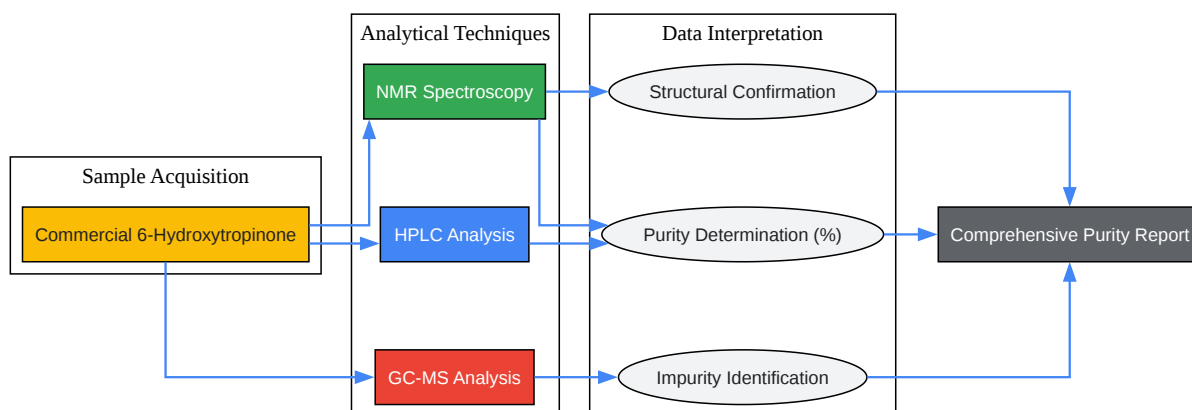 Sample Acquisition
Commercial 6-Hydroxytropinone
Analytical Techniques
NMR Spectroscopy
HPLC Analysis
GC-MS Analysis
Data Interpretation
Structural Confirmation
Purity Determination (%)
Impurity Identification
Comprehensive Purity Report